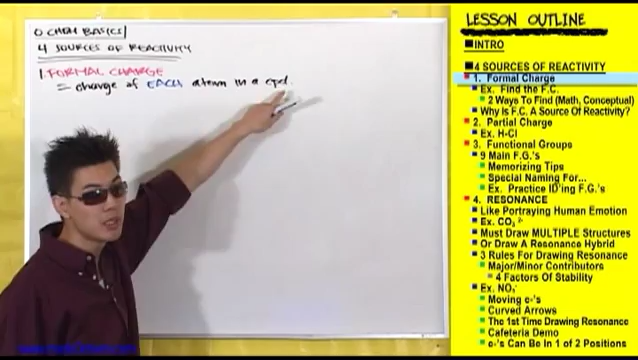 O CHEM BASICS/
4 SOURCES OF REACTIVITY
1. FORMAL CHARGE
= charge of EACH atom in a cpd.
LESSON OUTLINE
INTRO
4 SOURCES OF REACTIVITY
1. Formal Charge
Ex. Find the F.C.
2 Ways To Find (Math, Conceptual)
Why Is F.C. A Source Of Reactivity?
2. Partial Charge
Ex. H-Cl
3. Functional Groups
9 Main F.G.'s
Memorizing Tips
Special Naming For...
Ex. Practice ID'ing F.G.'s
4. RESONANCE
Like Portraying Human Emotion
Ex. CO₃²⁻
Must Draw MULTIPLE Structures
Or Draw A Resonance Hybrid
3 Rules For Drawing Resonance
Major/Minor Contributors
4 Factors Of Stability
Ex. NO₃⁻
Moving e-'s
Curved Arrows
The 1st Time Drawing Resonance
Cafeteria Demo
e-'s Can Be In 1 of 2 Positions